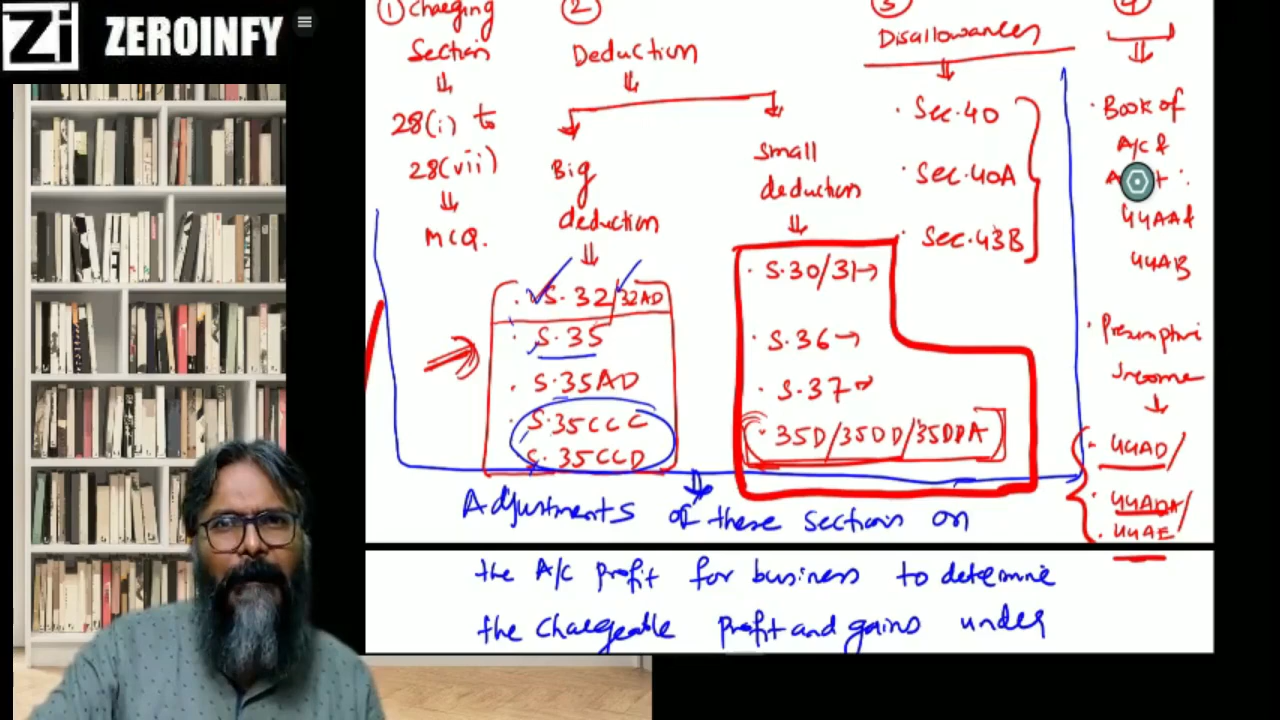 Zi ZEROINFY
① Charging
Section
⇓
28(i) to
28(vii)
⇓
MCQ.
②
Deduction
⇓
Big
deduction
⇓
S.32/32AD
S.35
S.35AD
S.35CCC
S.35CCD
small
deduction
⇓
S.30/31→
S.36→
S.37→
35D/35DD/35DDA
③
Disallowances
Sec.40
Sec.40A
Sec.43B
④
⇓
Book of
A/C &
44AA &
44AB
Presumptive
Income
44AD/
44ADA/
44AE
Adjustments of these sections on
the A/C profit for business to determine
the chargeable profit and gains under